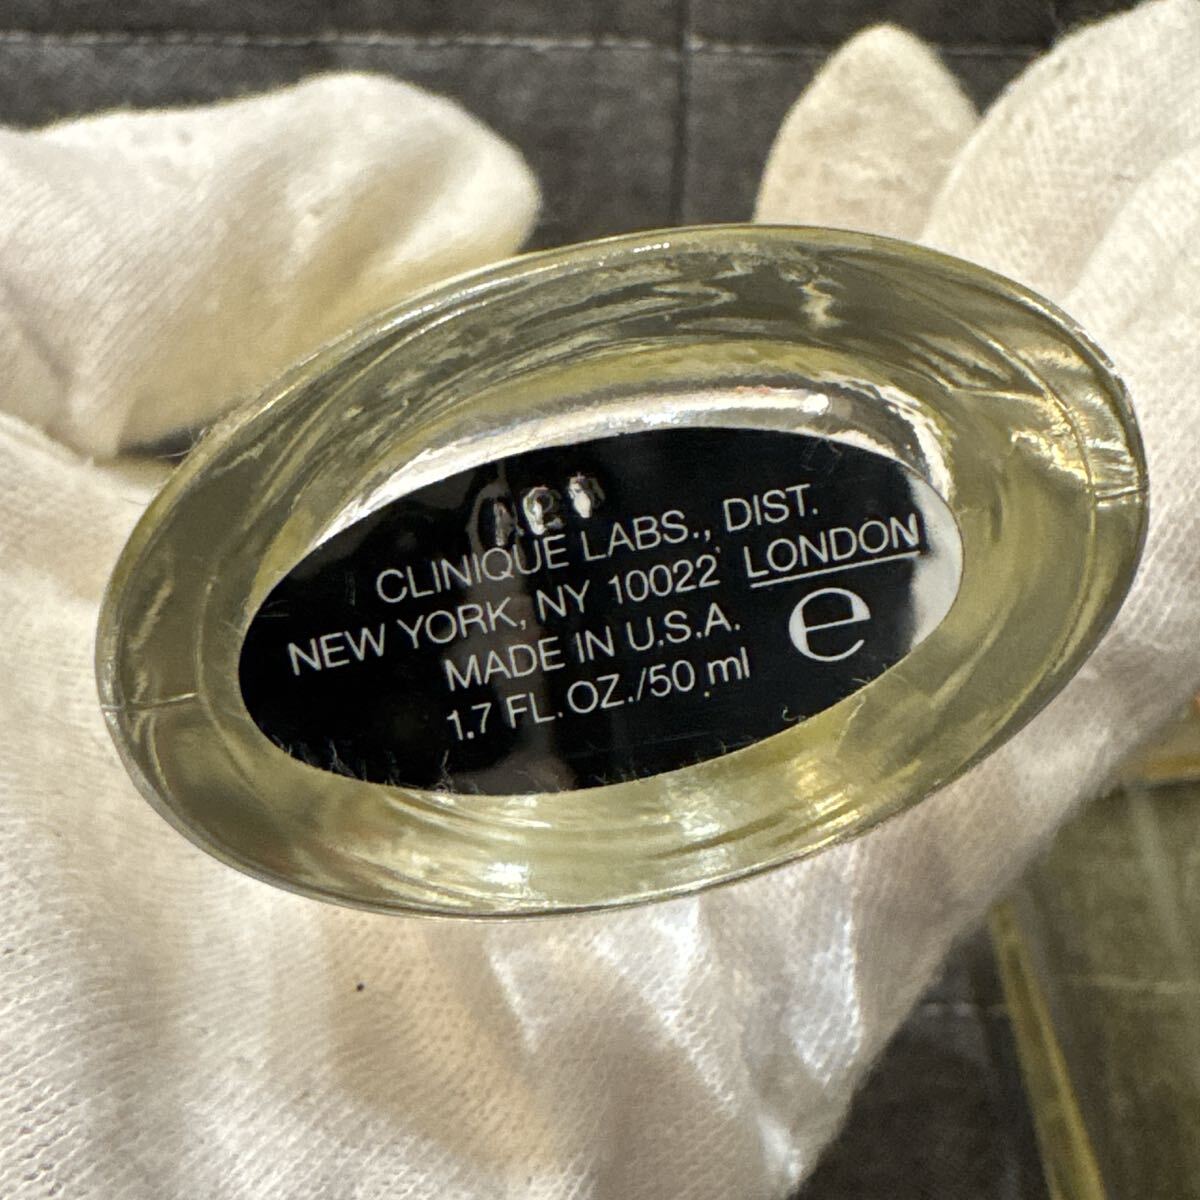 CLINIQUE LABS., DIST.
NEW YORK, NY 10022 LONDON
MADE IN U.S.A.
1.7 FL. OZ./50 ml e